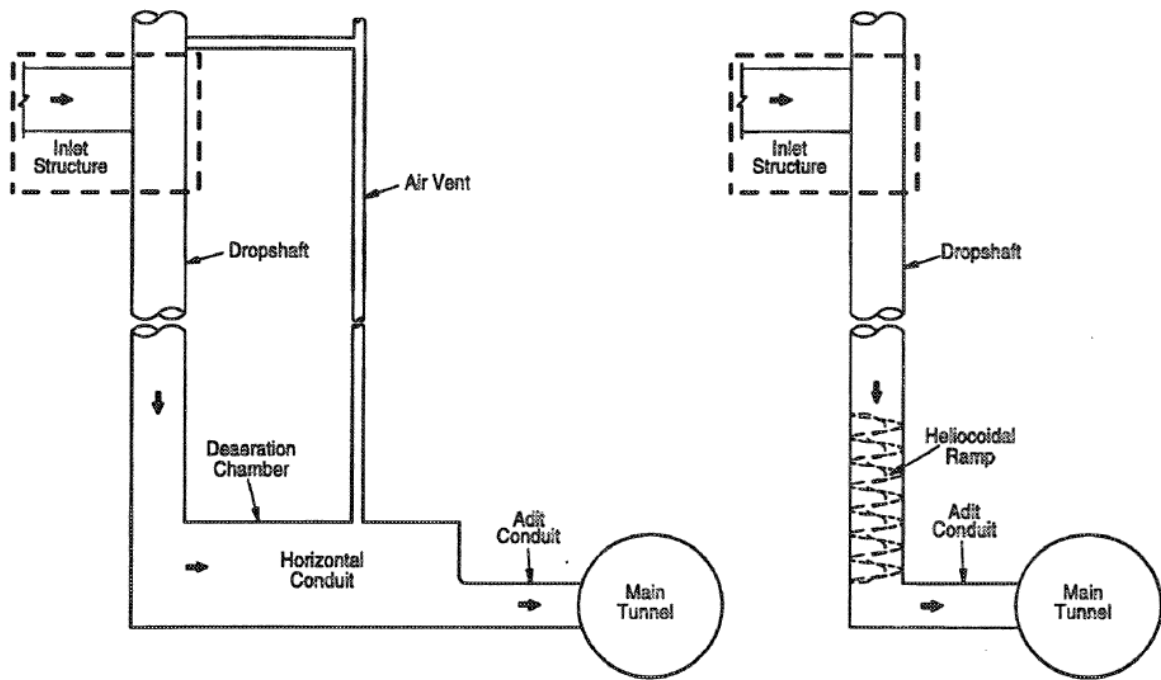 Inlet
Structure
Air Vent
Dropshaft
Deaeration
Chamber
Horizontal
Conduit
Adit
Conduit
Main
Tunnel
Inlet
Structure
Dropshaft
Heliocoidal
Ramp
Adit
Conduit
Main
Tunnel